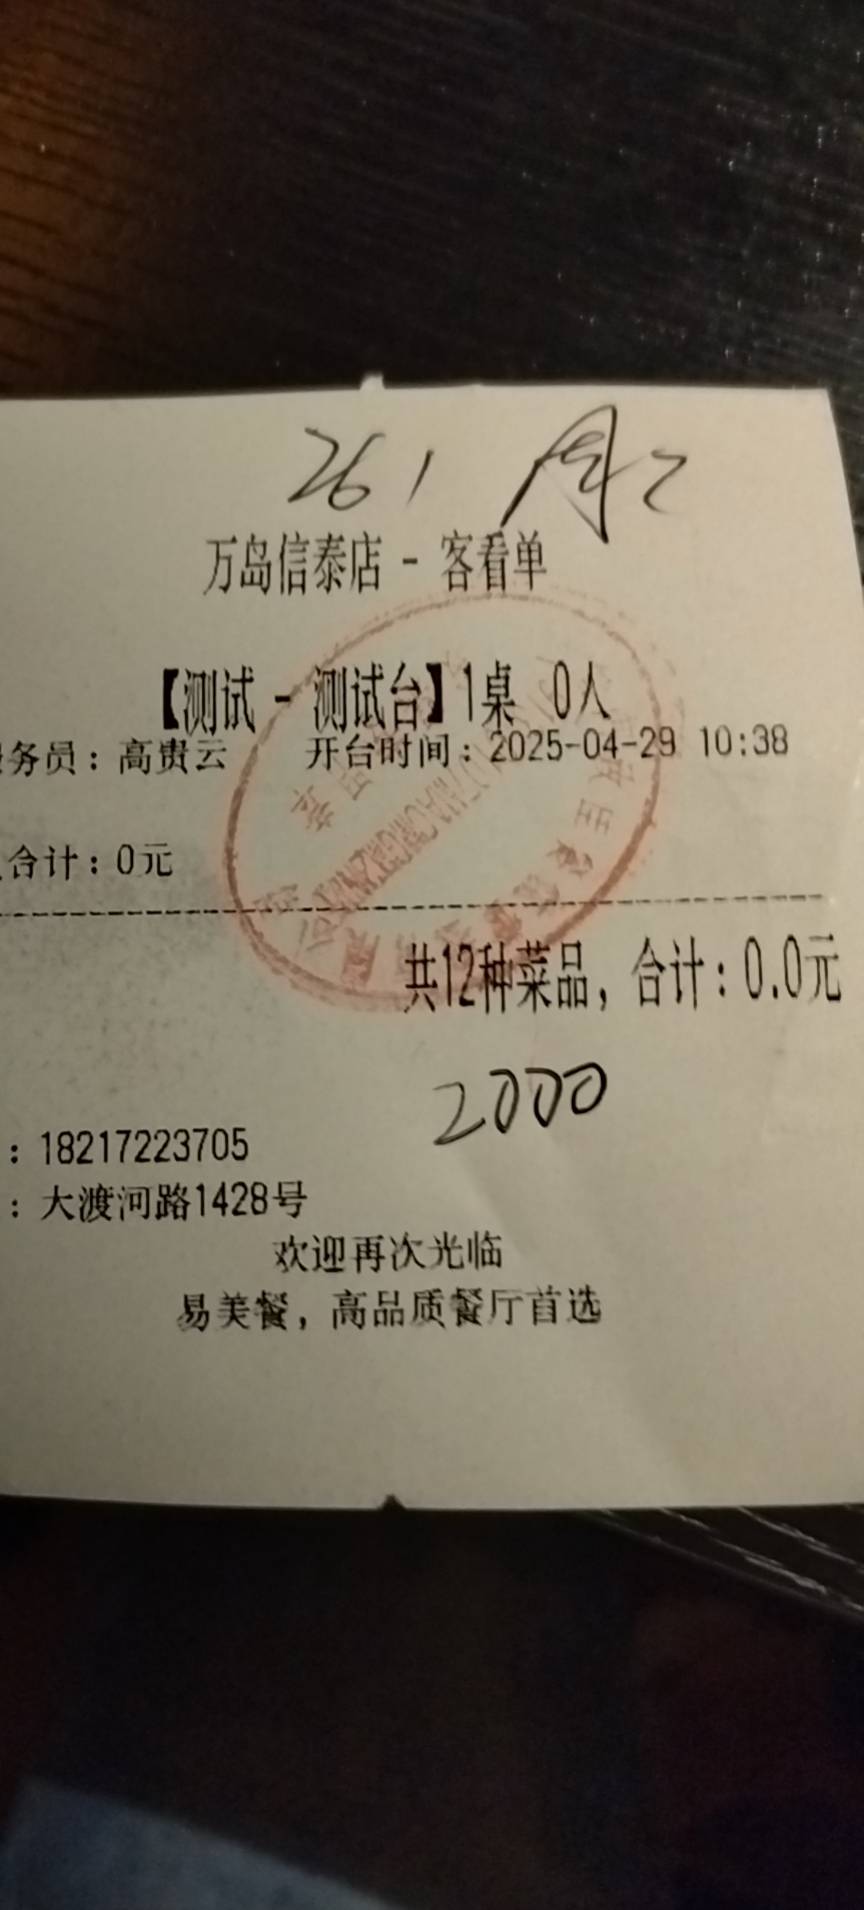 261 周二
万岛信泰店 - 客看单
【测试 - 测试台】1桌 0人
务员：高贵云 开台时间：2025-04-29 10:38
合计：0元
共12种菜品，合计：0.0元
2000
：18217223705
：大渡河路1428号
欢迎再次光临
易美餐，高品质餐厅首选